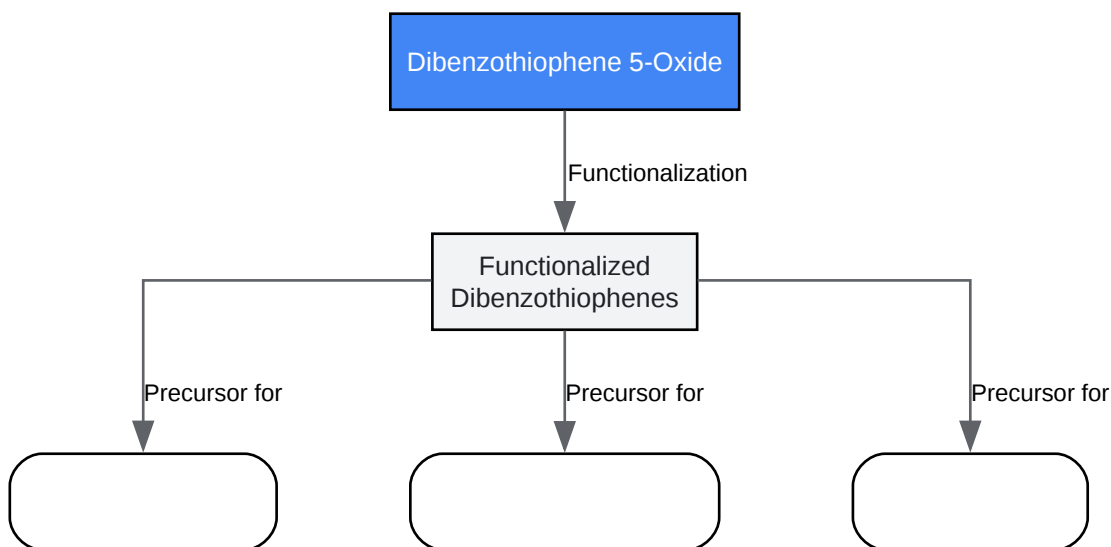 Dibenzothiophene 5-Oxide
Functionalization
Functionalized
Dibenzothiophenes
Precursor for
Precursor for
Precursor for